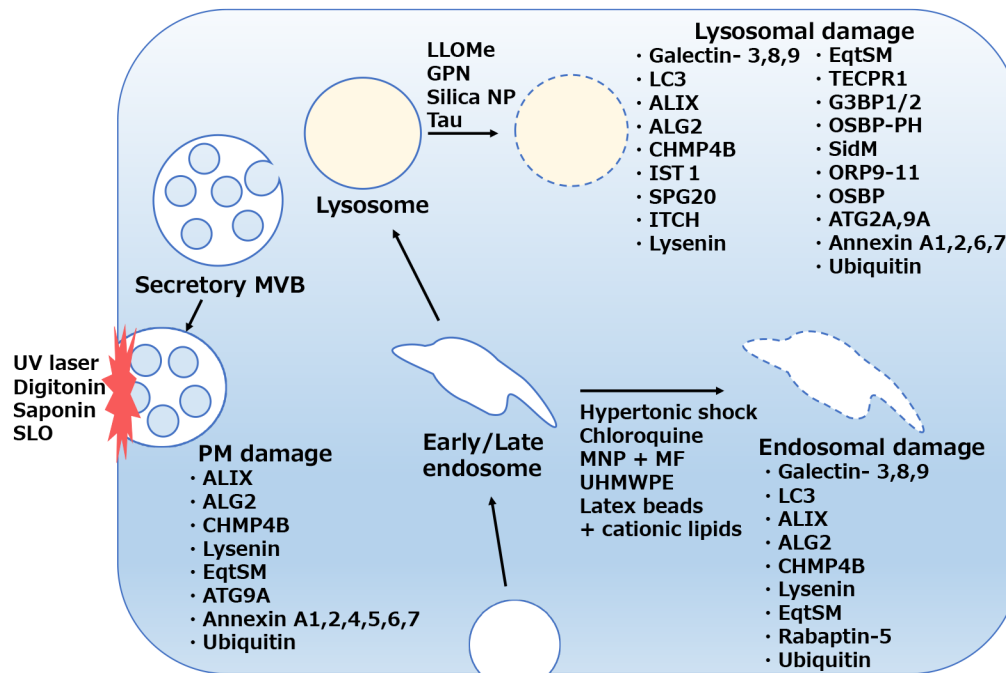 Lysosomal damage
・Galectin- 3,8,9
・LC3
・ALIX
・ALG2
・CHMP4B
・IST 1
・SPG20
・ITCH
・Lysenin
・EqtSM
・TECPR1
・G3BP1/2
・OSBP-PH
・SidM
・ORP9-11
・OSBP
・ATG2A,9A
・Annexin A1,2,6,7
・Ubiquitin
LLOMe
GPN
Silica NP
Tau
Lysosome
Secretory MVB
UV laser
Digitonin
Saponin
SLO
PM damage
・ALIX
・ALG2
・CHMP4B
・Lysenin
・EqtSM
・ATG9A
・Annexin A1,2,4,5,6,7
・Ubiquitin
Early/Late
endosome
Hypertonic shock
Chloroquine
MNP + MF
UHMWPE
Latex beads
+ cationic lipids
Endosomal damage
・Galectin- 3,8,9
・LC3
・ALIX
・ALG2
・CHMP4B
・Lysenin
・EqtSM
・Rabaptin-5
・Ubiquitin